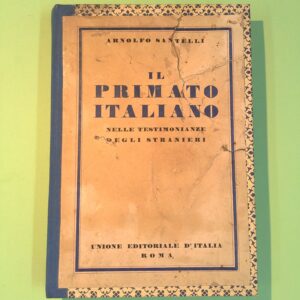 ARNOLFO SANTELLI
IL
PRIMATO
ITALIANO
NELLE TESTIMONIANZE
DEGLI STRANIERI
UNIONE EDITORIALE D'ITALIA
ROMA